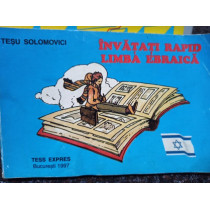 TEȘU SOLOMOVICI
ÎNVĂȚAȚI RAPID
LIMBA EBRAICĂ
TESS EXPRES
București 1997